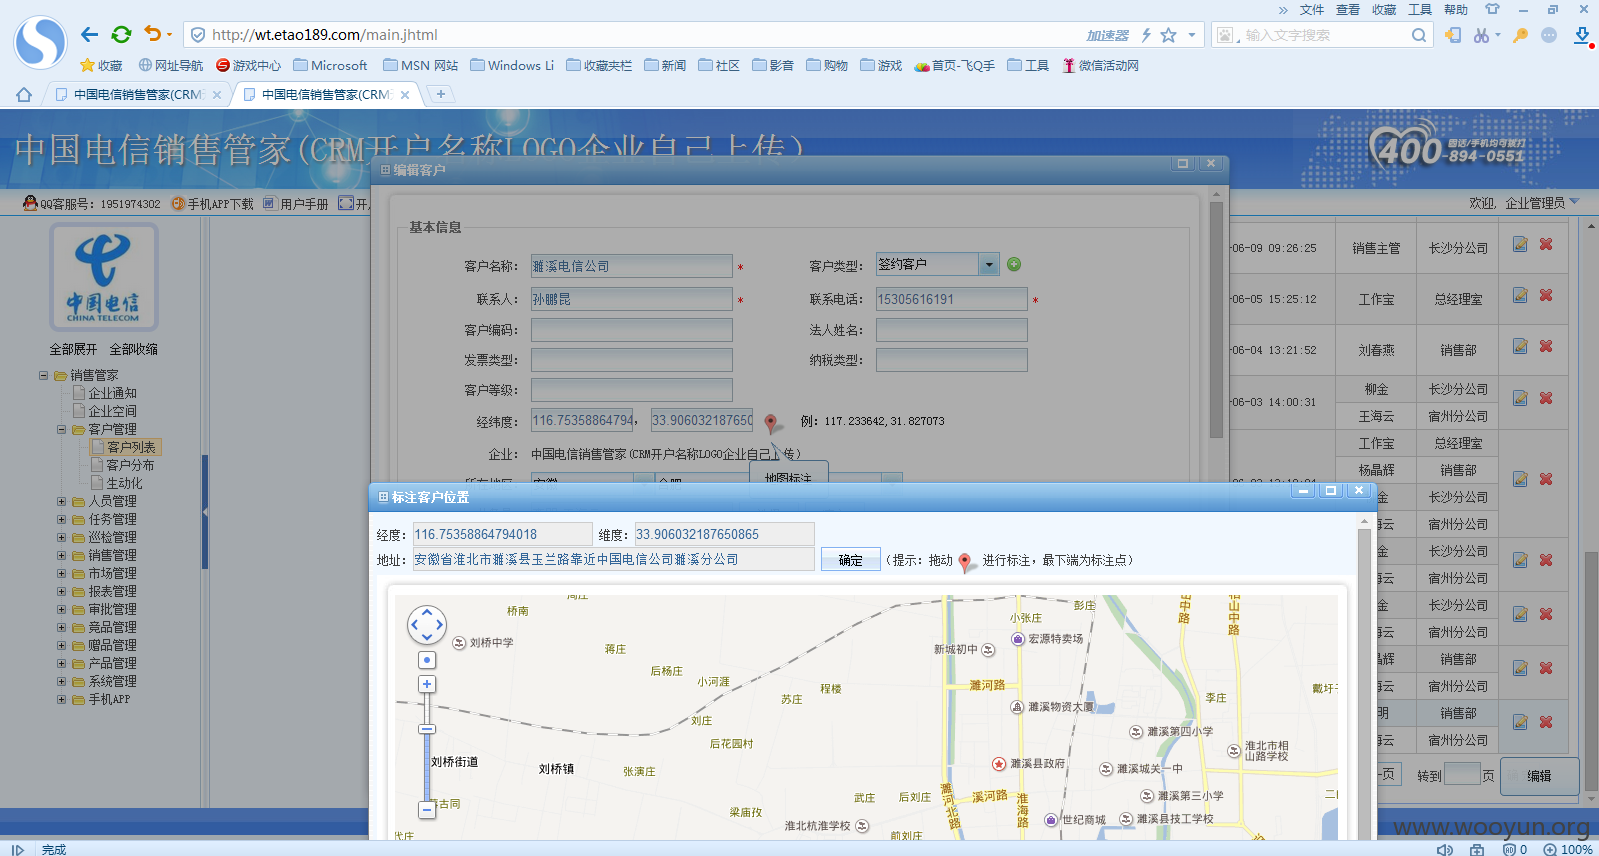 » 文件 查看 收藏 工具 帮助
http://wt.etao189.com/main.jhtml 加速器 输入文字搜索
收藏 网址导航 游戏中心 Microsoft MSN 网站 Windows Li 收藏夹栏 新闻 社区 影音 购物 游戏 首页-飞Q手 工具 微信活动网
中国电信销售管家(CRM 中国电信销售管家(CRM
中国电信销售管家(CRM开户名称LOGO企业自己上传)
400-894-0551 固话/手机均可拨打
QQ客服号: 1951974302 手机APP下载 用户手册 开 欢迎, 企业管理员
中国电信
CHINA TELECOM
全部展开 全部收缩
销售管家
企业通知
企业空间
客户管理
客户列表
客户分布
生动化
人员管理
任务管理
巡检管理
销售管理
市场管理
报表管理
审批管理
竞品管理
赠品管理
产品管理
系统管理
手机APP
编辑客户
基本信息
客户名称: 濉溪电信公司 * 客户类型: 签约客户
联系人: 孙鹏昆 * 联系电话: 15305616191 *
客户编码: 法人姓名:
发票类型: 纳税类型:
客户等级:
经纬度: 116.75358864794, 33.906032187650 例: 117.233642,31.827073
企业: 中国电信销售管家(CRM开户名称LOGO企业自己上传)
地图标注
标注客户位置
经度: 116.75358864794018 维度: 33.906032187650865
地址: 安徽省淮北市濉溪县玉兰路靠近中国电信公司濉溪分公司 确定 (提示: 拖动 进行标注, 最下端为标注点)
周庄
桥南
刘桥中学
蒋庄
后杨庄
小河涯
苏庄
程楼
刘庄
后花园村
刘桥街道
刘桥镇
张演庄
梁庙孜
武庄
后刘庄
淮北杭淮学校
前刘庄
彭庄
小张庄
宏源特卖场
新城初中
濉河路
濉溪物资大厦
李庄
濉溪第四小学
淮北市相山路学校
濉溪县政府
濉溪城关一中
溪河路
濉溪第三小学
淮海路
濉河北路
世纪商城
濉溪县技工学校
相山中路
-06-09 09:26:25 销售主管 长沙分公司
-06-05 15:25:12 工作宝 总经理室
-06-04 13:21:52 刘春燕 销售部
-06-03 14:00:31 柳金 长沙分公司
王海云 宿州分公司
工作宝 总经理室
杨晶辉 销售部
金 长沙分公司
海云 宿州分公司
金 长沙分公司
海云 宿州分公司
金 长沙分公司
海云 宿州分公司
晶辉 销售部
海云 宿州分公司
明 销售部
海云 宿州分公司
一页 转到 页 编辑
www.wooyun.org
完成 0 100%